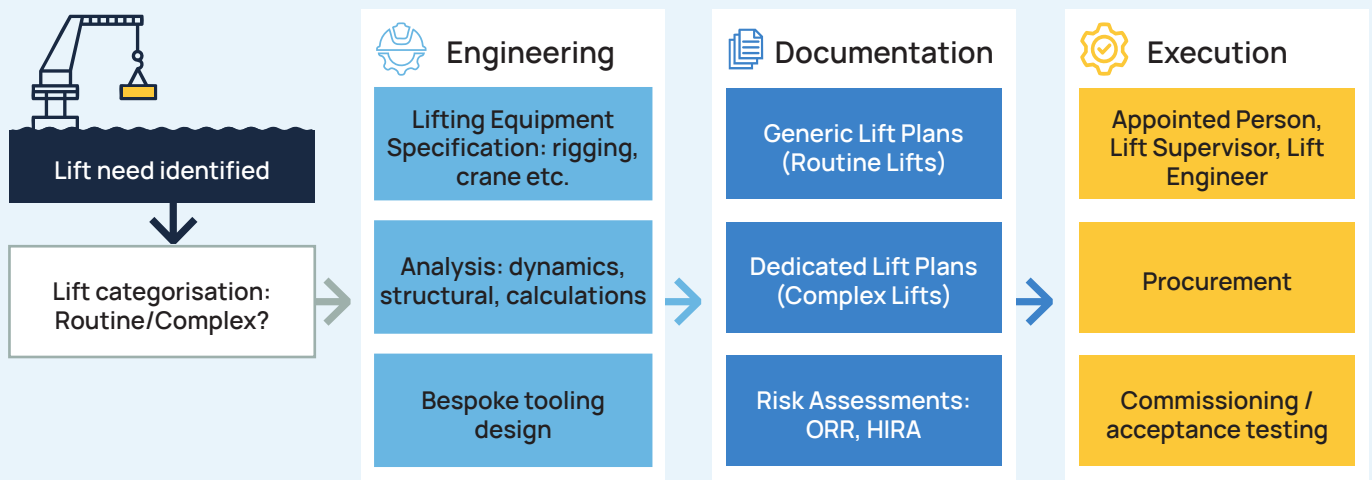 Lift need identified
Lift categorisation:
Routine/Complex?
Engineering
Lifting Equipment
Specification: rigging,
crane etc.
Analysis: dynamics,
structural, calculations
Bespoke tooling
design
Documentation
Generic Lift Plans
(Routine Lifts)
Dedicated Lift Plans
(Complex Lifts)
Risk Assessments:
ORR, HIRA
Execution
Appointed Person,
Lift Supervisor, Lift
Engineer
Procurement
Commissioning /
acceptance testing